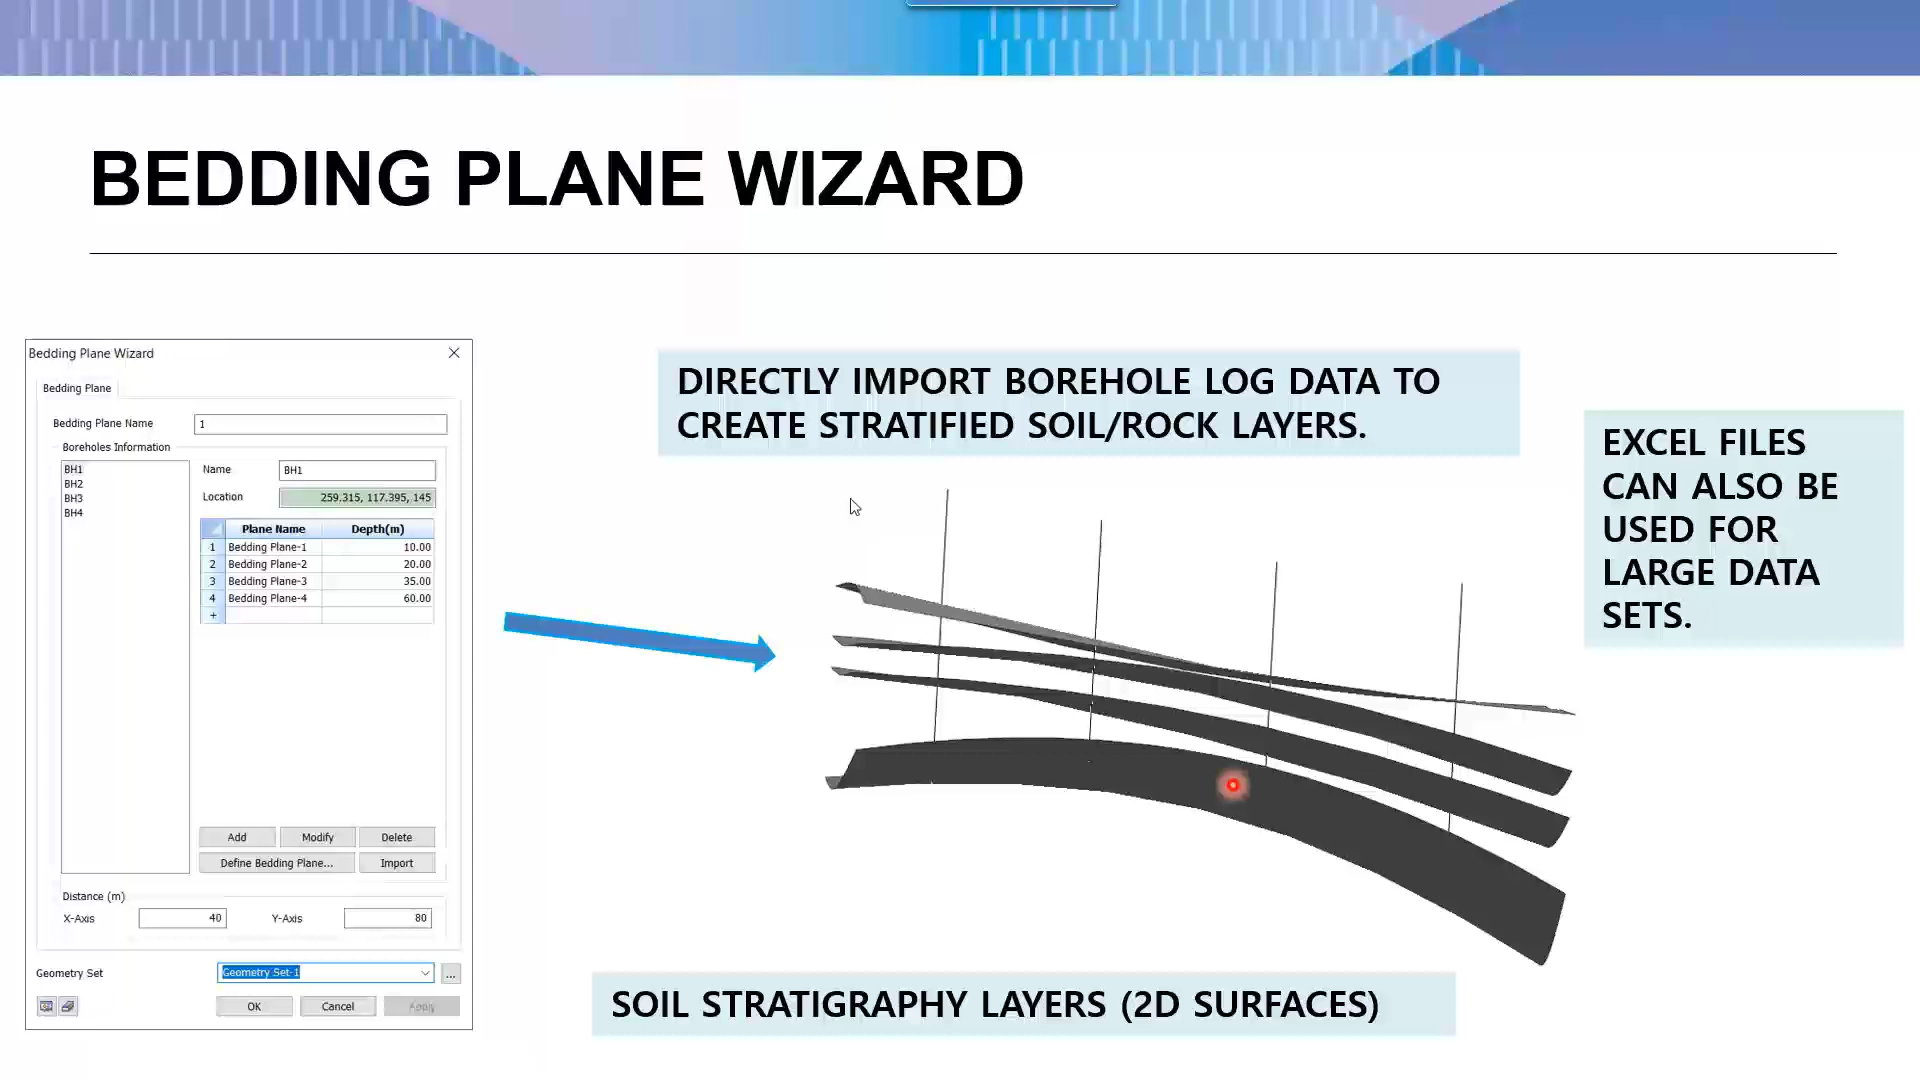 BEDDING PLANE WIZARD
Bedding Plane Wizard
Bedding Plane
Bedding Plane Name 1
Boreholes Information
BH1
BH2
BH3
BH4
Name BH1
Location 259.315, 117.395, 145
Plane Name Depth(m)
1 Bedding Plane-1 10.00
2 Bedding Plane-2 20.00
3 Bedding Plane-3 35.00
4 Bedding Plane-4 60.00
+
Add Modify Delete
Define Bedding Plane... Import
Distance (m)
X-Axis 40 Y-Axis 80
Geometry Set Geometry Set-1 ...
OK Cancel Apply
DIRECTLY IMPORT BOREHOLE LOG DATA TO
CREATE STRATIFIED SOIL/ROCK LAYERS.
EXCEL FILES
CAN ALSO BE
USED FOR
LARGE DATA
SETS.
SOIL STRATIGRAPHY LAYERS (2D SURFACES)